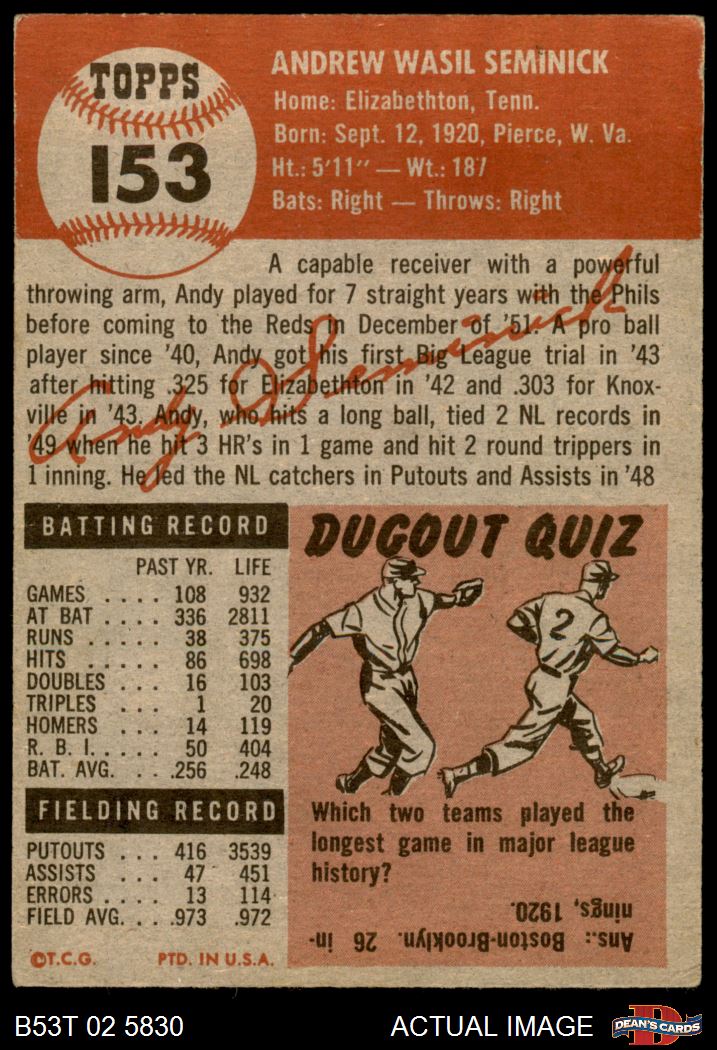 TOPPS
153
ANDREW WASIL SEMINICK
Home: Elizabethton, Tenn.
Born: Sept. 12, 1920, Pierce, W. Va.
Ht.: 5'11" — Wt.: 187
Bats: Right — Throws: Right
A capable receiver with a powerful
throwing arm, Andy played for 7 straight years with the Phils
before coming to the Reds in December of '51. A pro ball
player since '40, Andy got his first Big League trial in '43
after hitting .325 for Elizabethton in '42 and .303 for Knox-
ville in '43. Andy, who hits a long ball, tied 2 NL records in
'49 when he hit 3 HR's in 1 game and hit 2 round trippers in
1 inning. He led the NL catchers in Putouts and Assists in '48
Andy Seminick
BATTING RECORD
PAST YR. LIFE
GAMES .... 108 932
AT BAT .... 336 2811
RUNS ..... 38 375
HITS ..... 86 698
DOUBLES ... 16 103
TRIPLES ... 1 20
HOMERS ... 14 119
R. B. I. .... 50 404
BAT. AVG. ... .256 .248
FIELDING RECORD
PUTOUTS ... 416 3539
ASSISTS ... 47 451
ERRORS ... 13 114
FIELD AVG. ... .973 .972
©T.C.G. PTD. IN U.S.A.
DUGOUT QUIZ
2
Which two teams played the
longest game in major league
history?
Ans.: Boston-Brooklyn. 26 in-
nings, 1920.
B53T 02 5830
ACTUAL IMAGE
D
DEAN'S CARDS